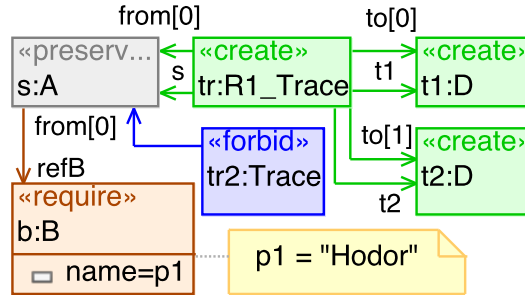 from[0]
to[0]
«preserv...
s:A
s
«create»
tr:R1_Trace
t1
«create»
t1:D
from[0]
«forbid»
tr2:Trace
to[1]
«create»
t2:D
t2
refB
«require»
b:B
name=p1
p1 = "Hodor"